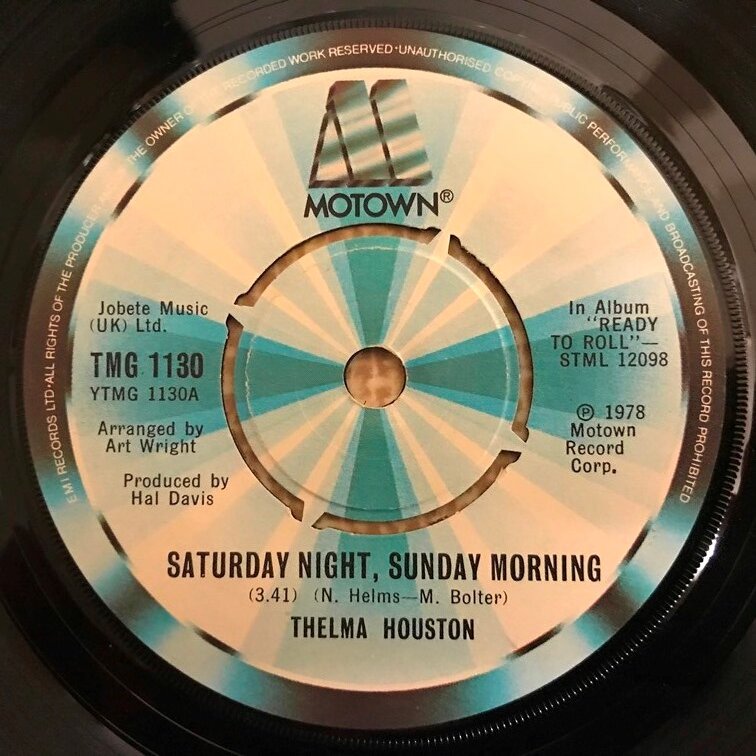 EMI RECORDS LTD·ALL RIGHTS OF THE PRODUCER AND THE OWNER OF THE RECORDED WORK RESERVED·UNAUTHORISED COPYING PUBLIC PERFORMANCE AND BROADCASTING OF THIS RECORD PROHIBITED
MOTOWN®
Jobete Music
(UK) Ltd.
TMG 1130
YTMG 1130A
Arranged by
Art Wright
Produced by
Hal Davis
In Album
"READY
TO ROLL"—
STML 12098
℗ 1978
Motown
Record
Corp.
SATURDAY NIGHT, SUNDAY MORNING
(3.41) (N. Helms—M. Bolter)
THELMA HOUSTON